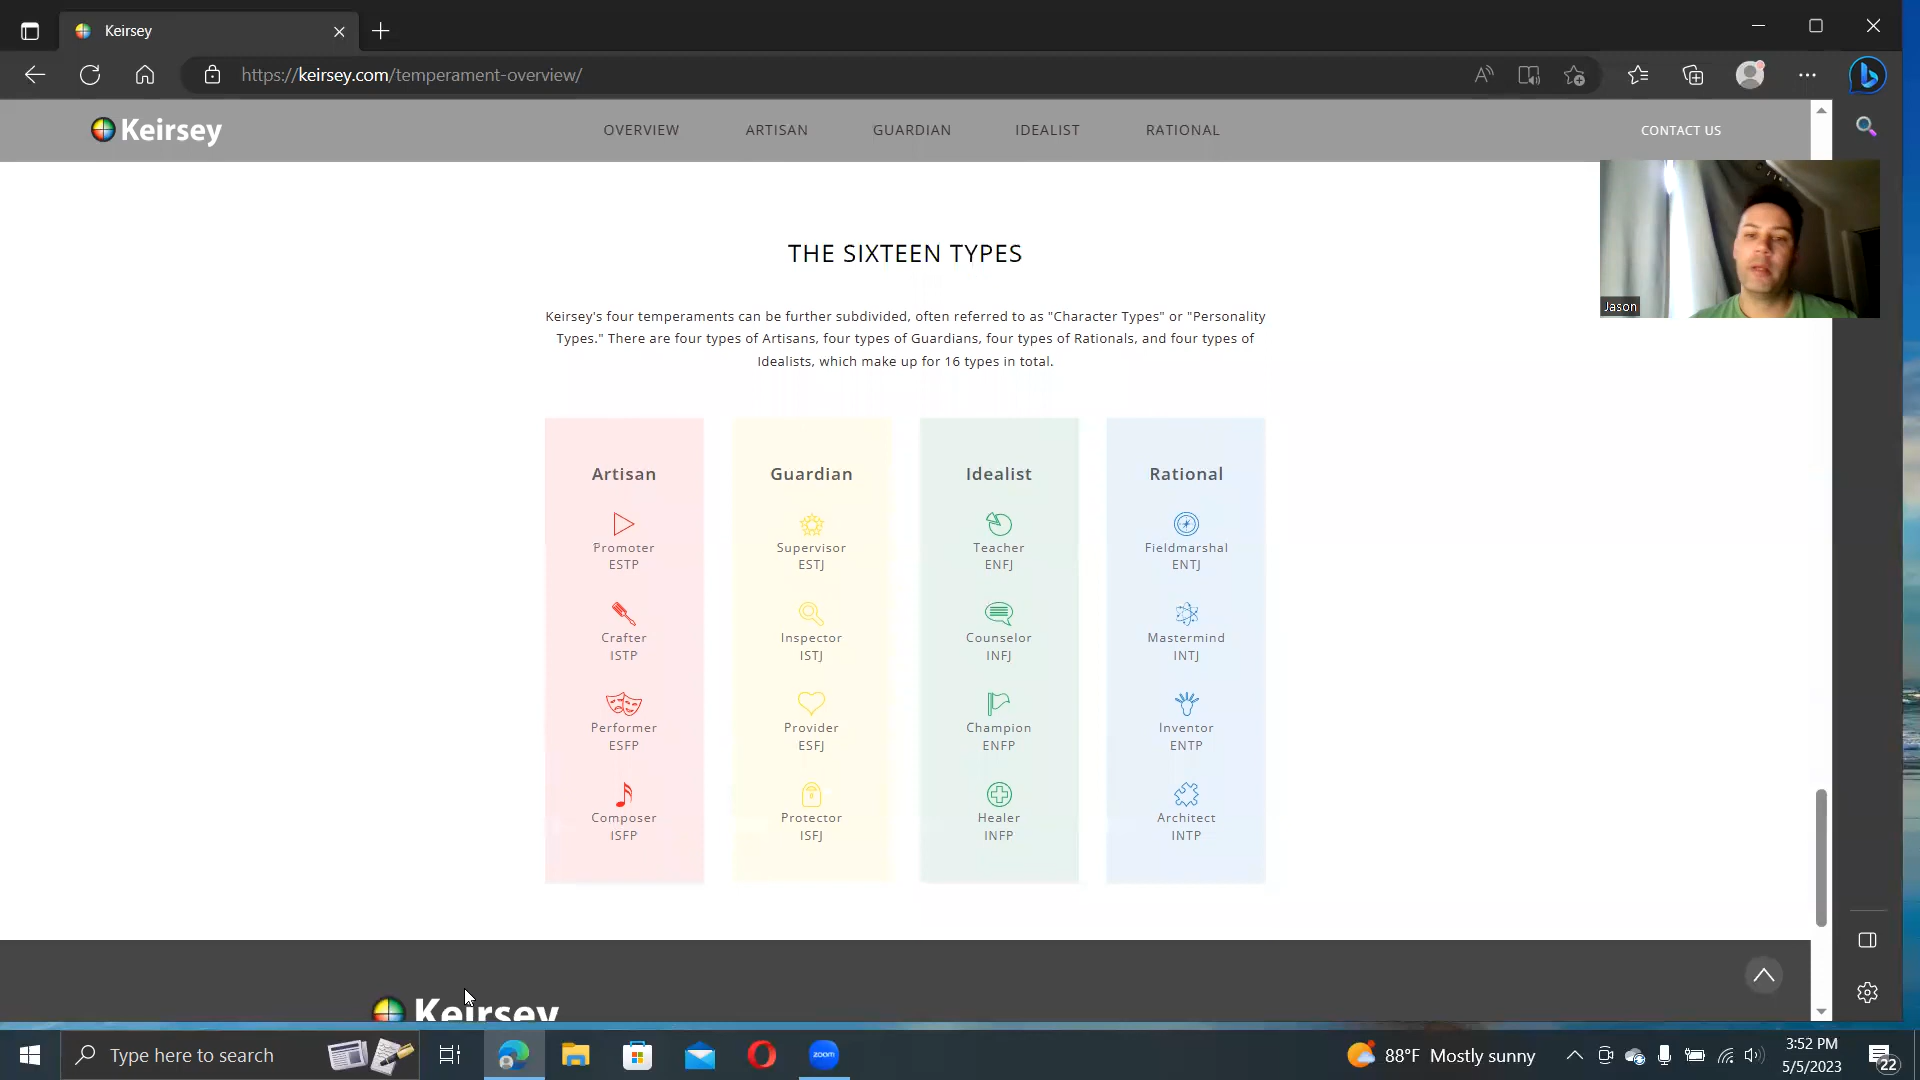 Keirsey
https://keirsey.com/temperament-overview/
Keirsey
OVERVIEW
ARTISAN
GUARDIAN
IDEALIST
RATIONAL
CONTACT US
Jason
THE SIXTEEN TYPES
Keirsey's four temperaments can be further subdivided, often referred to as "Character Types" or "Personality
Types." There are four types of Artisans, four types of Guardians, four types of Rationals, and four types of
Idealists, which make up for 16 types in total.
Artisan
Promoter
ESTP
Crafter
ISTP
Performer
ESFP
Composer
ISFP
Guardian
Supervisor
ESTJ
Inspector
ISTJ
Provider
ESFJ
Protector
ISFJ
Idealist
Teacher
ENFJ
Counselor
INFJ
Champion
ENFP
Healer
INFP
Rational
Fieldmarshal
ENTJ
Mastermind
INTJ
Inventor
ENTP
Architect
INTP
Keirsey
Type here to search
zoom
88°F Mostly sunny
3:52 PM
5/5/2023
22